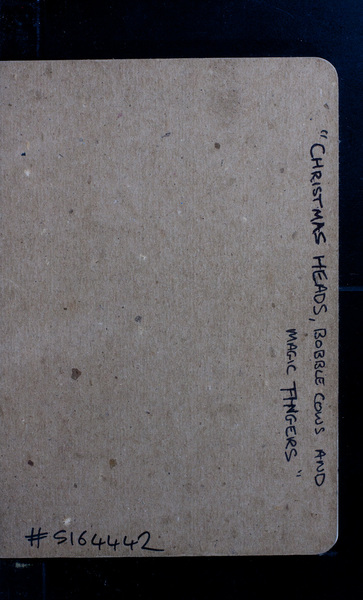 "CHRISTMAS HEADS, BOBBLE COWS AND
MAGIC FINGERS"
#S164442